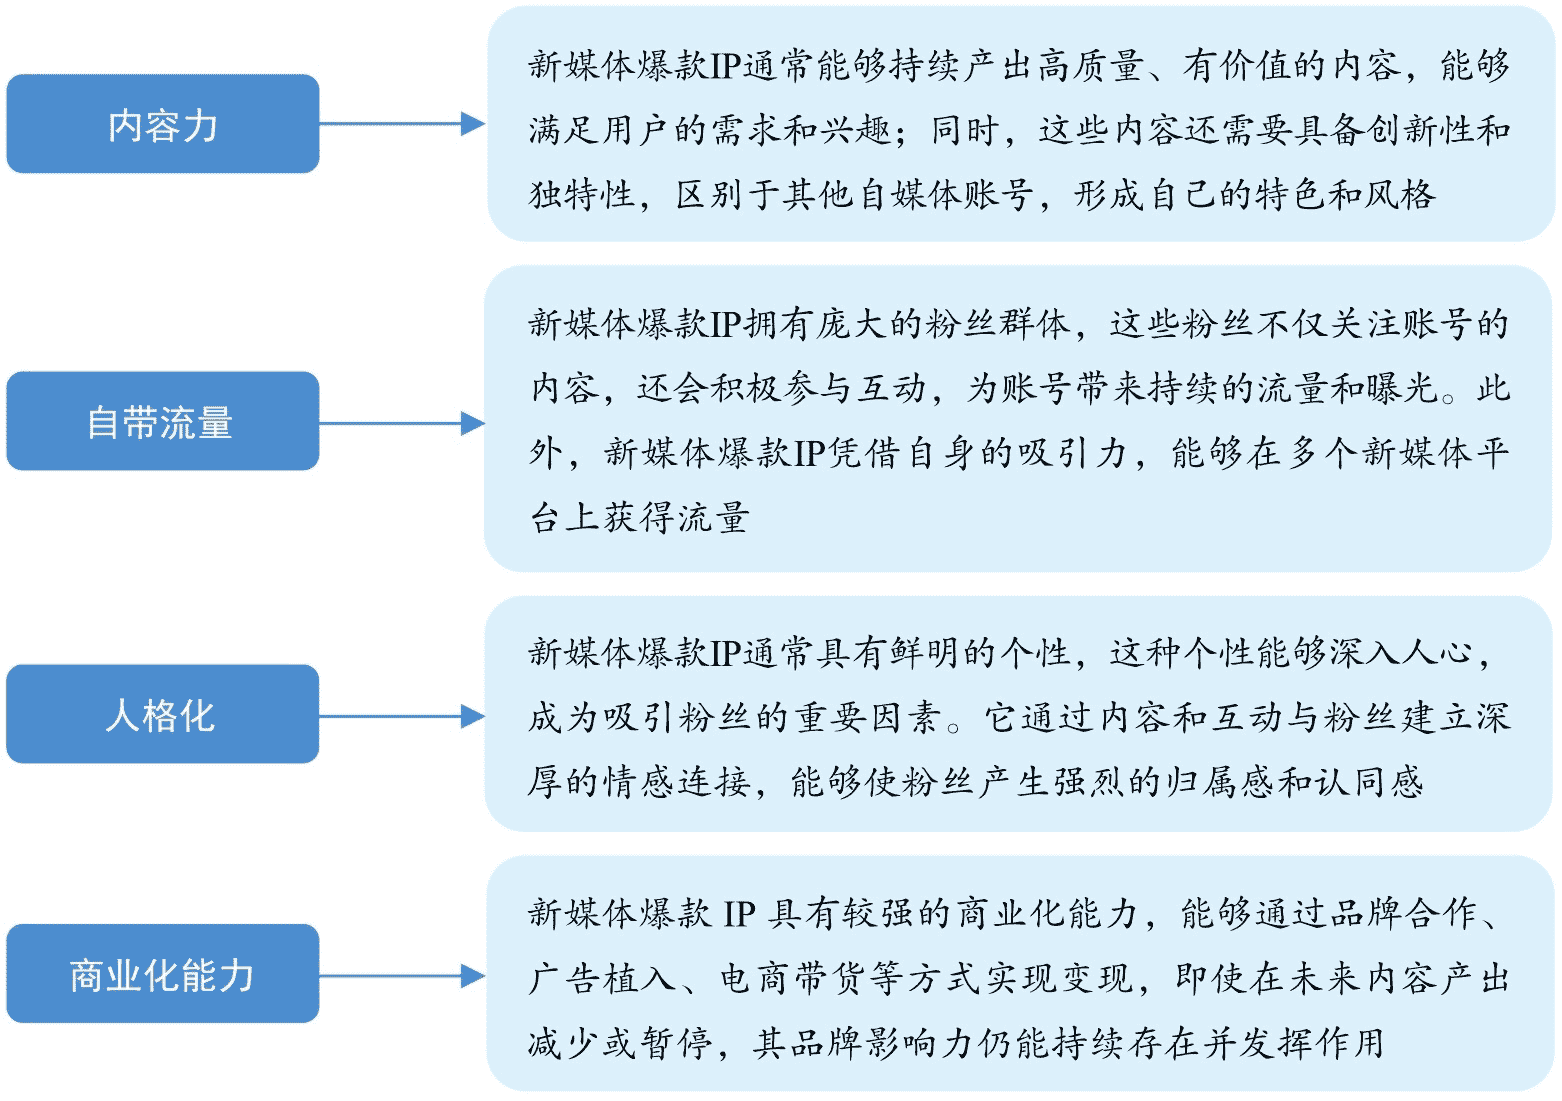 内容力
新媒体爆款IP通常能够持续产出高质量、有价值的内容，能够
满足用户的需求和兴趣；同时，这些内容还需要具备创新性和
独特性，区别于其他自媒体账号，形成自己的特色和风格
自带流量
新媒体爆款IP拥有庞大的粉丝群体，这些粉丝不仅关注账号的
内容，还会积极参与互动，为账号带来持续的流量和曝光。此
外，新媒体爆款IP凭借自身的吸引力，能够在多个新媒体平
台上获得流量
人格化
新媒体爆款IP通常具有鲜明的个性，这种个性能够深入人心，
成为吸引粉丝的重要因素。它通过内容和互动与粉丝建立深
厚的情感连接，能够使粉丝产生强烈的归属感和认同感
商业化能力
新媒体爆款 IP 具有较强的商业化能力，能够通过品牌合作、
广告植入、电商带货等方式实现变现，即使在未来内容产出
减少或暂停，其品牌影响力仍能持续存在并发挥作用